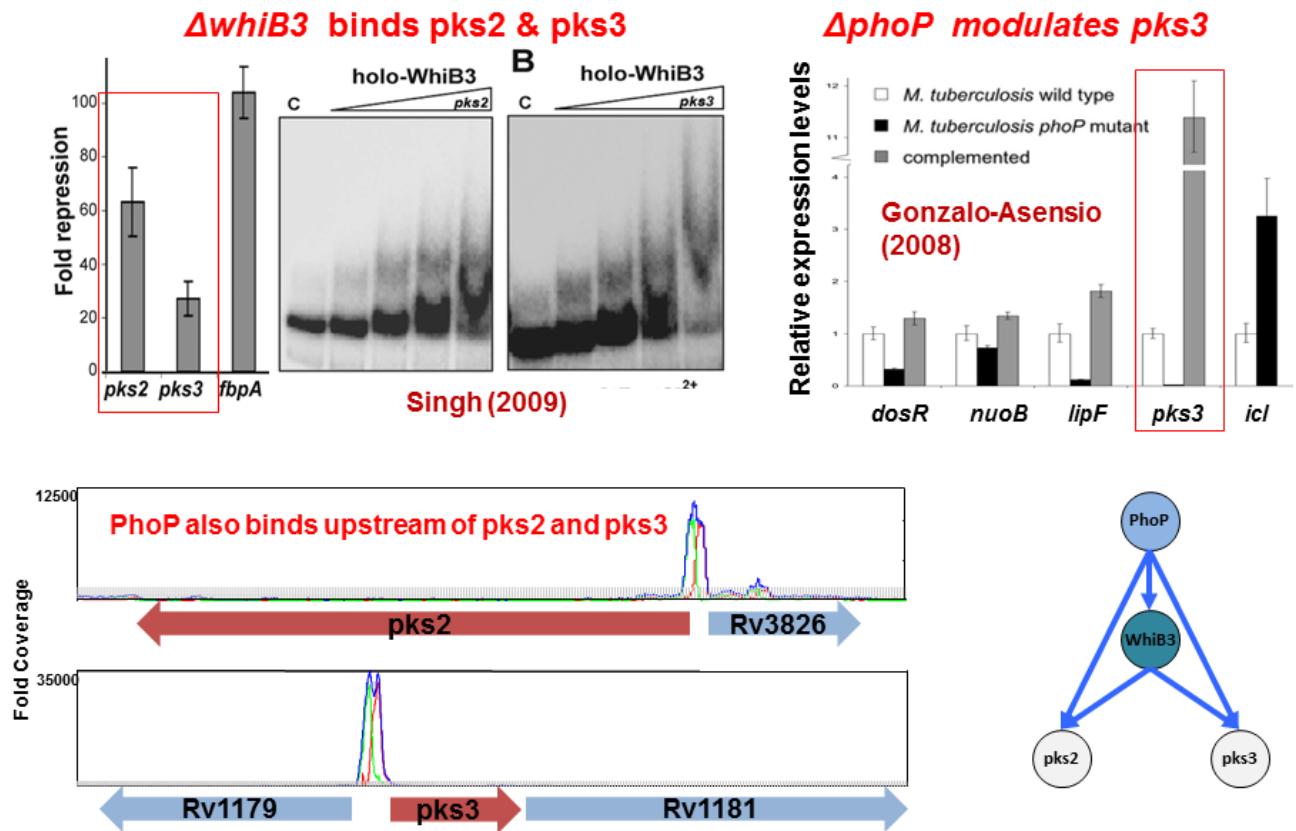 ΔwhiB3 binds pks2 & pks3
ΔphoP modulates pks3
Fold repression
100
80
60
40
20
0
pks2 pks3 fbpA
holo-WhiB3
C
pks2
B
holo-WhiB3
C
pks3
2+
Singh (2009)
Relative expression levels
12
11
4
3
2
1
0
M. tuberculosis wild type
M. tuberculosis phoP mutant
complemented
Gonzalo-Asensio
(2008)
dosR nuoB lipF pks3 icl
Fold Coverage
12500
PhoP also binds upstream of pks2 and pks3
pks2 Rv3826
35000
Rv1179 pks3 Rv1181
PhoP
WhiB3
pks2 pks3